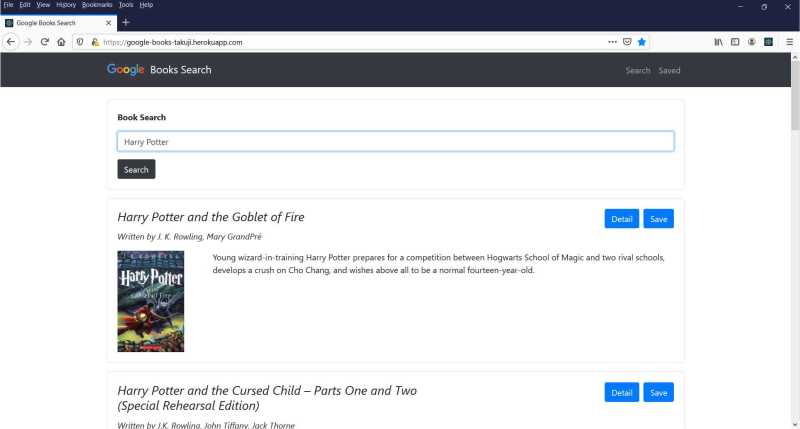 File Edit View History Bookmarks Tools Help
Google Books Search
https://google-books-takuji.herokuapp.com
Google Books Search
Search Saved
Book Search
Harry Potter
Search
Harry Potter and the Goblet of Fire
Detail Save
Written by J. K. Rowling, Mary GrandPré
Young wizard-in-training Harry Potter prepares for a competition between Hogwarts School of Magic and two rival schools,
develops a crush on Cho Chang, and wishes above all to be a normal fourteen-year-old.
Harry Potter
Harry Potter and the Cursed Child – Parts One and Two
(Special Rehearsal Edition)
Detail Save
Written by J.K. Rowling, John Tiffany, Jack Thorne